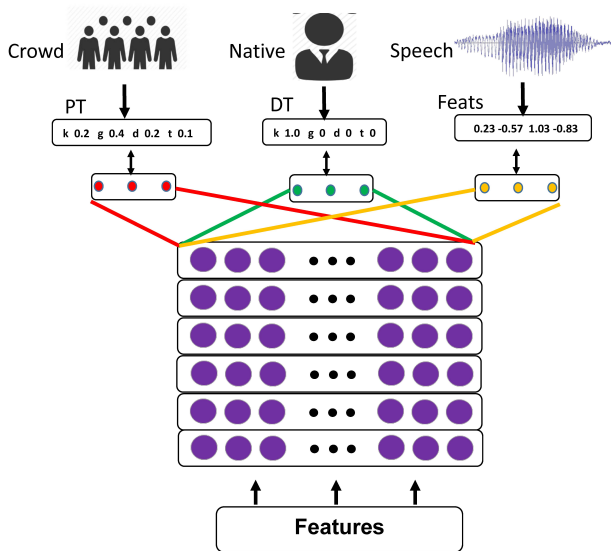 Crowd
Native
Speech
PT
DT
Feats
k 0.2 g 0.4 d 0.2 t 0.1
k 1.0 g 0 d 0 t 0
0.23 -0.57 1.03 -0.83
Features